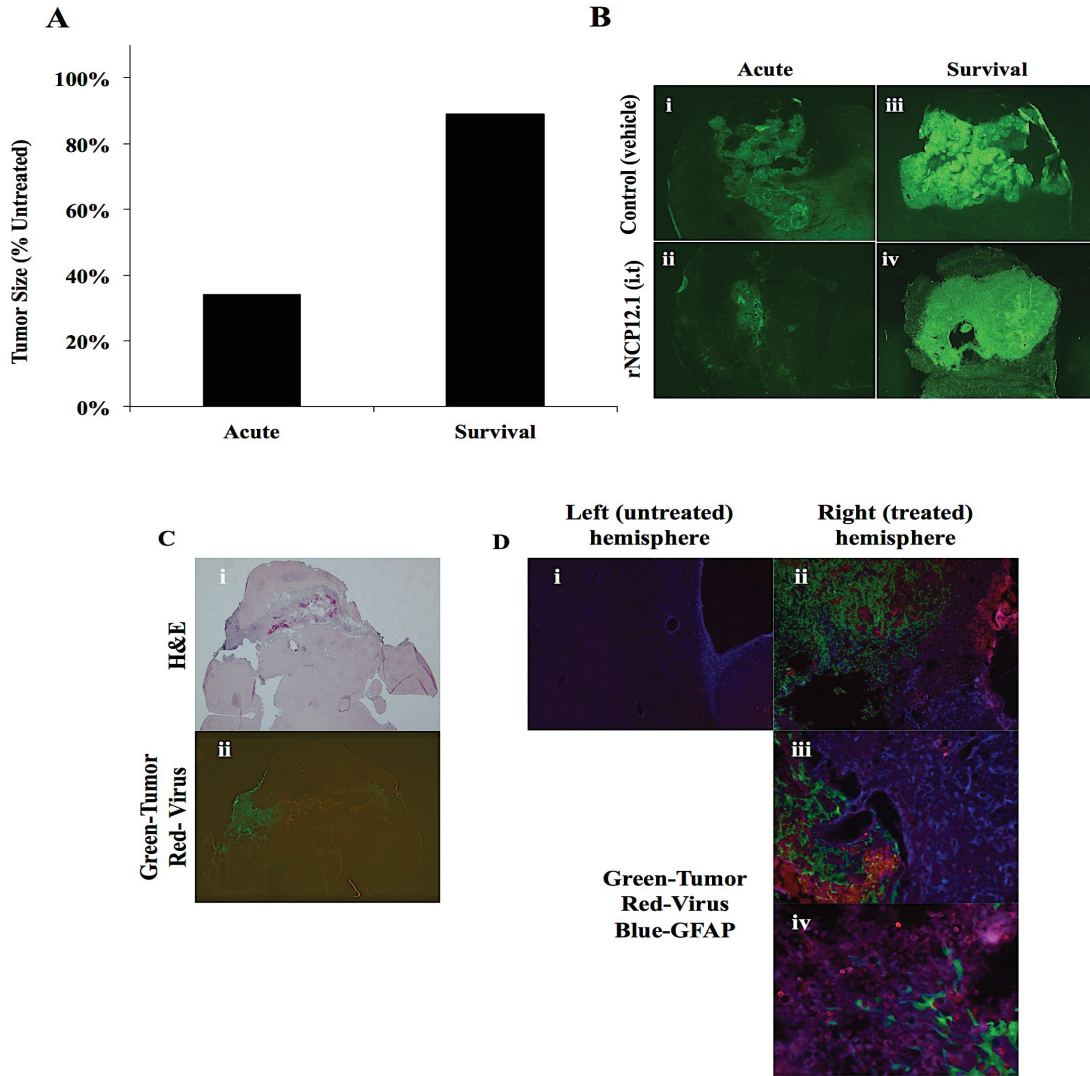 A
Tumor Size (% Untreated)
100%
80%
60%
40%
20%
0%
Acute
Survival
B
Acute
Survival
Control (vehicle)
rNCP12.1 (i.t)
i
iii
ii
iv
C
H&E
Green-Tumor
Red- Virus
i
ii
D
Left (untreated)
hemisphere
Right (treated)
hemisphere
i
ii
iii
iv
Green-Tumor
Red-Virus
Blue-GFAP